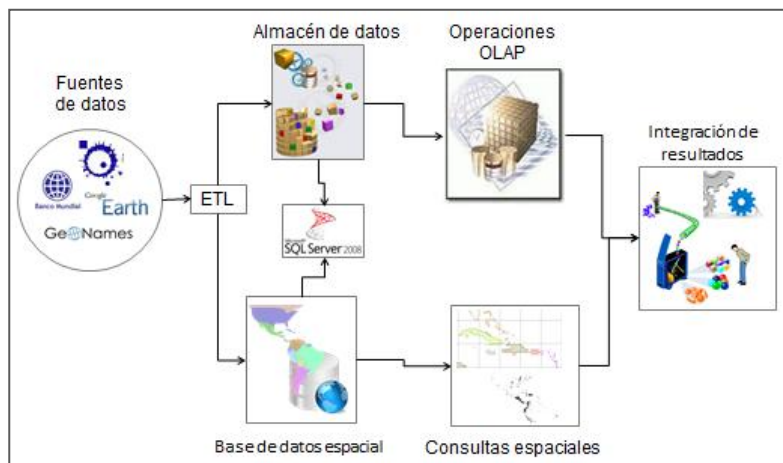 Fuentes
de datos
Banco Mundial
Google
Earth
GeoNames
ETL
Almacén de datos
Operaciones
OLAP
Microsoft
SQL Server 2008
Integración de
resultados
Base de datos espacial
Consultas espaciales